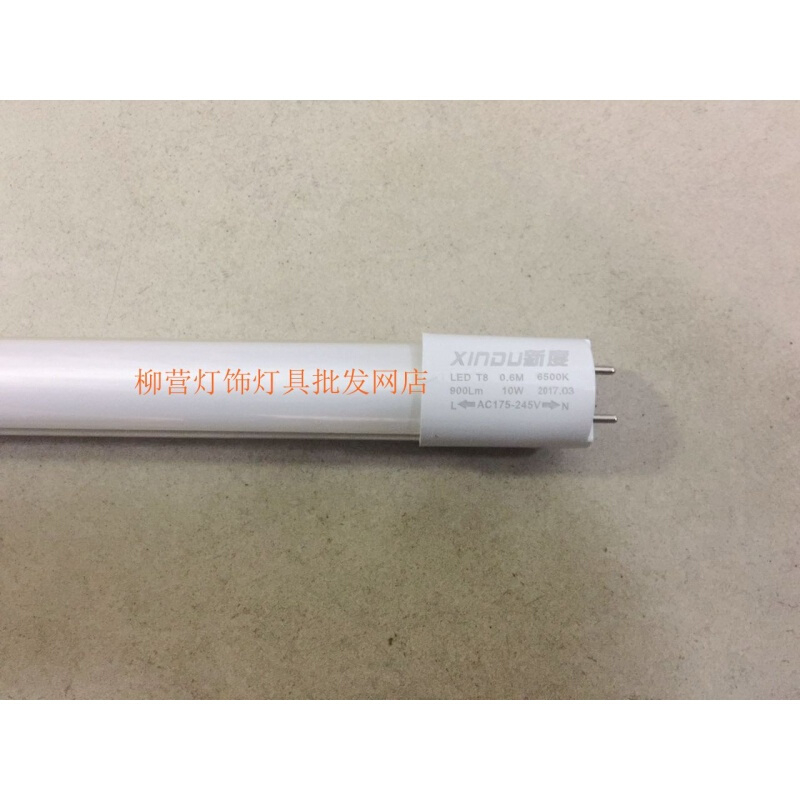 XINDU新度
LED T8 0.6M 6500K
900Lm 10W 2017.03
L AC175-245V N
柳营灯饰灯具批发网店